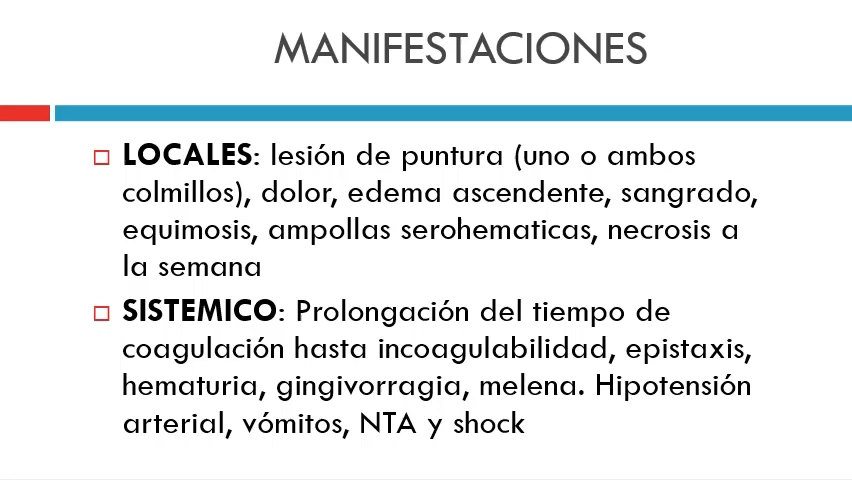 MANIFESTACIONES
LOCALES: lesión de puntura (uno o ambos
colmillos), dolor, edema ascendente, sangrado,
equimosis, ampollas serohematicas, necrosis a
la semana
SISTEMICO: Prolongación del tiempo de
coagulación hasta incoagulabilidad, epistaxis,
hematuria, gingivorragia, melena. Hipotensión
arterial, vómitos, NTA y shock